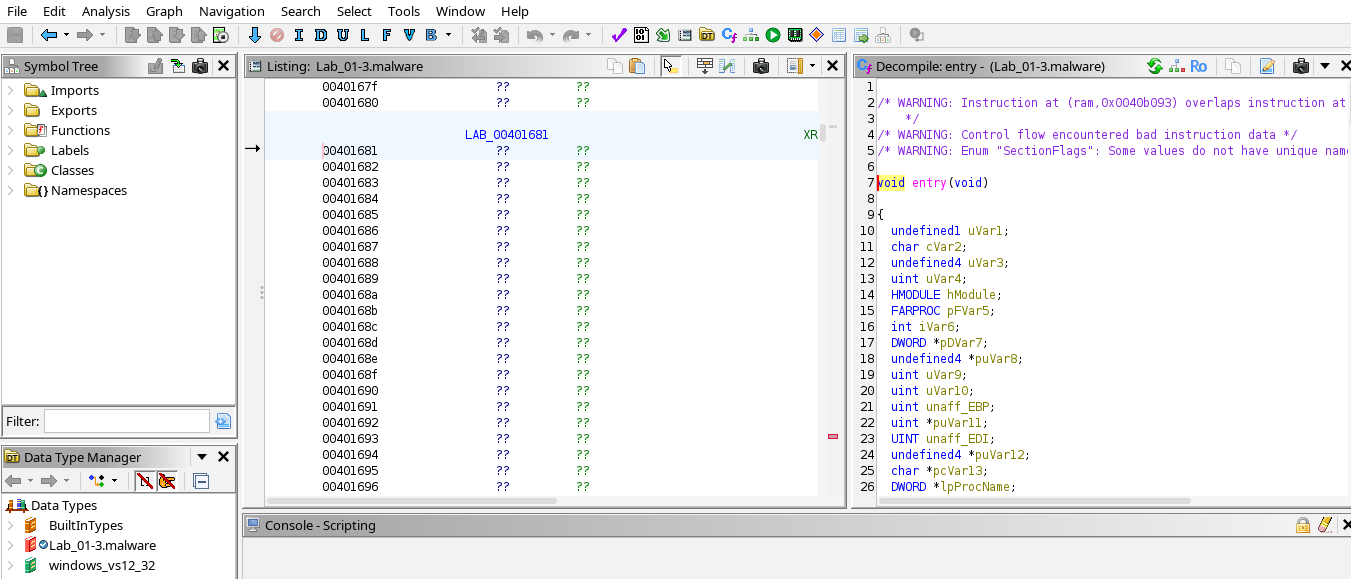 File Edit Analysis Graph Navigation Search Select Tools Window Help
I D U L F V B
Symbol Tree
Imports
Exports
Functions
Labels
Classes
Namespaces
Filter:
Data Type Manager
Data Types
BuiltInTypes
Lab_01-3.malware
windows_vs12_32
Listing: Lab_01-3.malware
0040167f ?? ??
00401680 ?? ??
LAB_00401681 XR
00401681 ?? ??
00401682 ?? ??
00401683 ?? ??
00401684 ?? ??
00401685 ?? ??
00401686 ?? ??
00401687 ?? ??
00401688 ?? ??
00401689 ?? ??
0040168a ?? ??
0040168b ?? ??
0040168c ?? ??
0040168d ?? ??
0040168e ?? ??
0040168f ?? ??
00401690 ?? ??
00401691 ?? ??
00401692 ?? ??
00401693 ?? ??
00401694 ?? ??
00401695 ?? ??
00401696 ?? ??
Decompile: entry - (Lab_01-3.malware)
Ro
1
2 /* WARNING: Instruction at (ram,0x0040b093) overlaps instruction at
3 */
4 /* WARNING: Control flow encountered bad instruction data */
5 /* WARNING: Enum "SectionFlags": Some values do not have unique nam
6
7 void entry(void)
8
9 {
10 undefined1 uVar1;
11 char cVar2;
12 undefined4 uVar3;
13 uint uVar4;
14 HMODULE hModule;
15 FARPROC pFVar5;
16 int iVar6;
17 DWORD *pDVar7;
18 undefined4 *puVar8;
19 uint uVar9;
20 uint uVar10;
21 uint unaff_EBP;
22 uint *puVar11;
23 UINT unaff_EDI;
24 undefined4 *puVar12;
25 char *pcVar13;
26 DWORD *lpProcName;
Console - Scripting